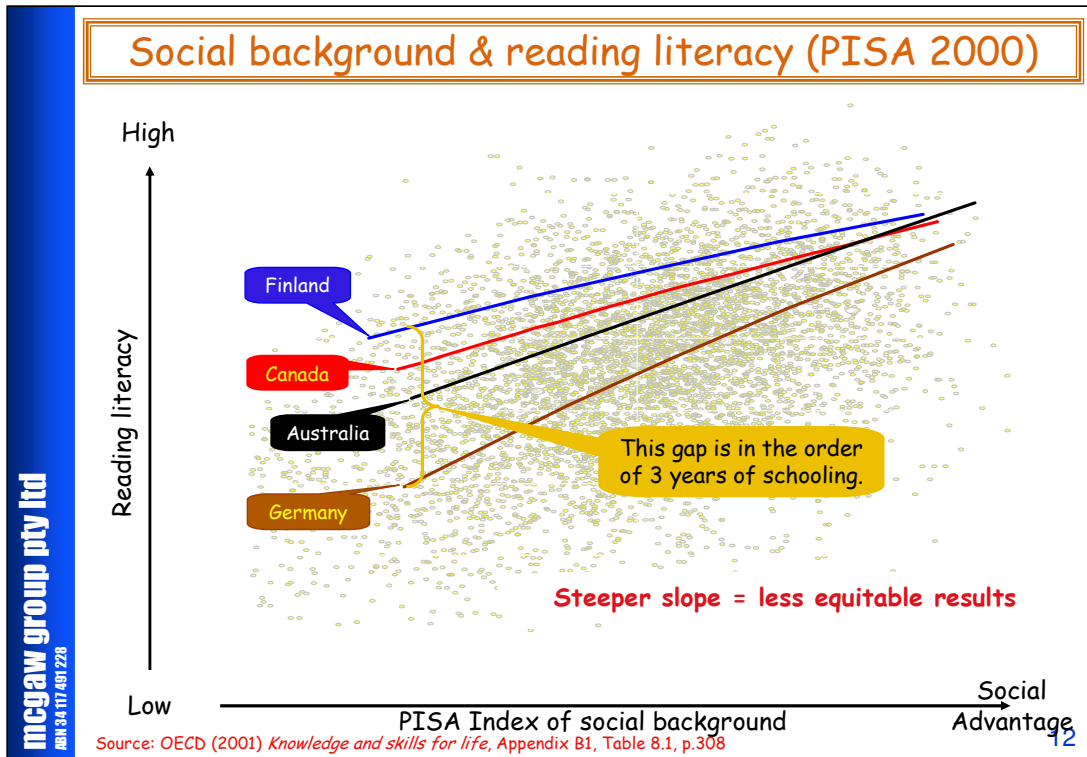 Social background & reading literacy (PISA 2000)
High
Finland
Canada
Australia
Germany
Reading literacy
This gap is in the order
of 3 years of schooling.
Steeper slope = less equitable results
Low
PISA Index of social background
Social
Advantage
Source: OECD (2001) Knowledge and skills for life, Appendix B1, Table 8.1, p.308
12
mcgaw group pty ltd
ABN 34 117 491 228